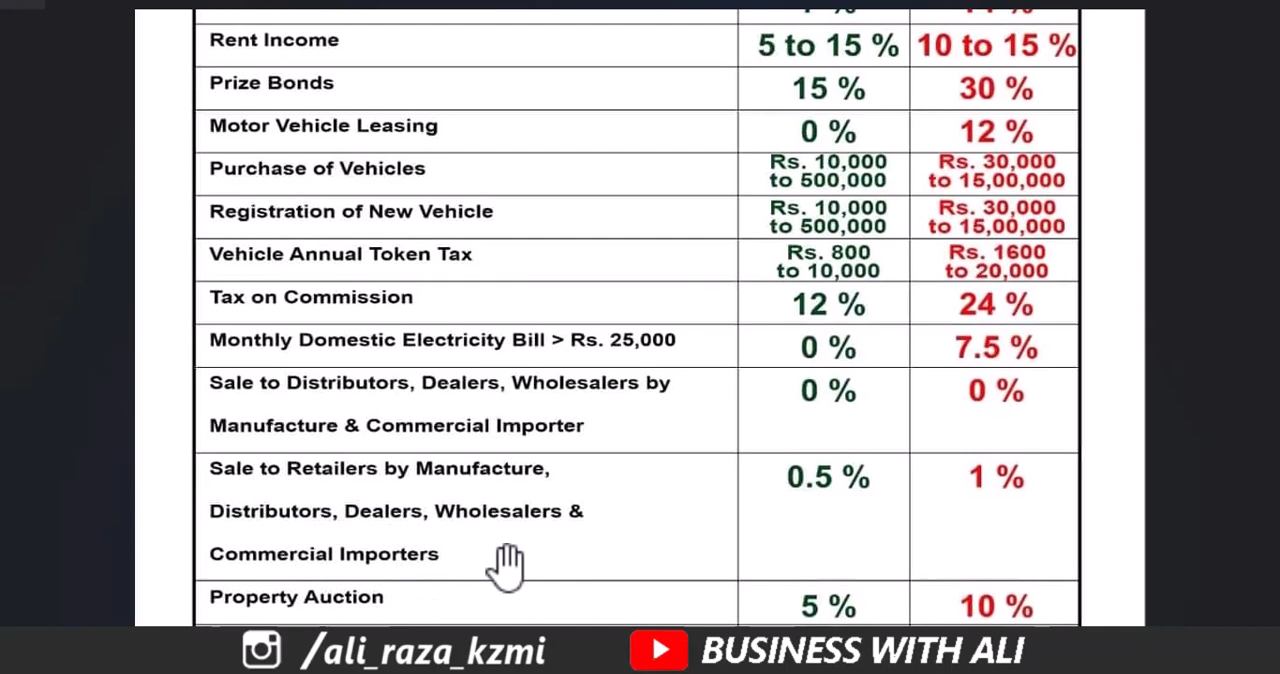 Rent Income 5 to 15 % 10 to 15 %
Prize Bonds 15 % 30 %
Motor Vehicle Leasing 0 % 12 %
Purchase of Vehicles Rs. 10,000 to 500,000 Rs. 30,000 to 15,00,000
Registration of New Vehicle Rs. 10,000 to 500,000 Rs. 30,000 to 15,00,000
Vehicle Annual Token Tax Rs. 800 to 10,000 Rs. 1600 to 20,000
Tax on Commission 12 % 24 %
Monthly Domestic Electricity Bill > Rs. 25,000 0 % 7.5 %
Sale to Distributors, Dealers, Wholesalers by 0 % 0 %
Manufacture & Commercial Importer
Sale to Retailers by Manufacture, 0.5 % 1 %
Distributors, Dealers, Wholesalers &
Commercial Importers
Property Auction 5 % 10 %
/ali_raza_kzmi BUSINESS WITH ALI